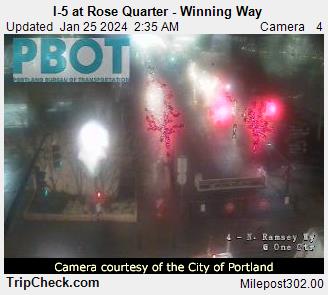 I-5 at Rose Quarter - Winning Way
Updated Jan 25 2024 2:35 AM Camera 4
PBOT
PORTLAND BUREAU OF TRANSPORTATION
4 - N. Ramsey Wy
@ One Ctr
Camera courtesy of the City of Portland
TripCheck.com Milepost302.00